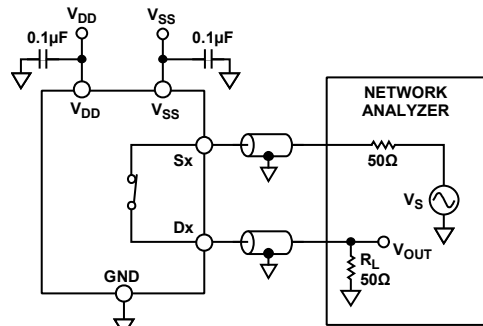 VDD
VSS
0.1µF
0.1µF
VDD
VSS
NETWORK
ANALYZER
Sx
50Ω
VS
Dx
VOUT
RL
50Ω
GND